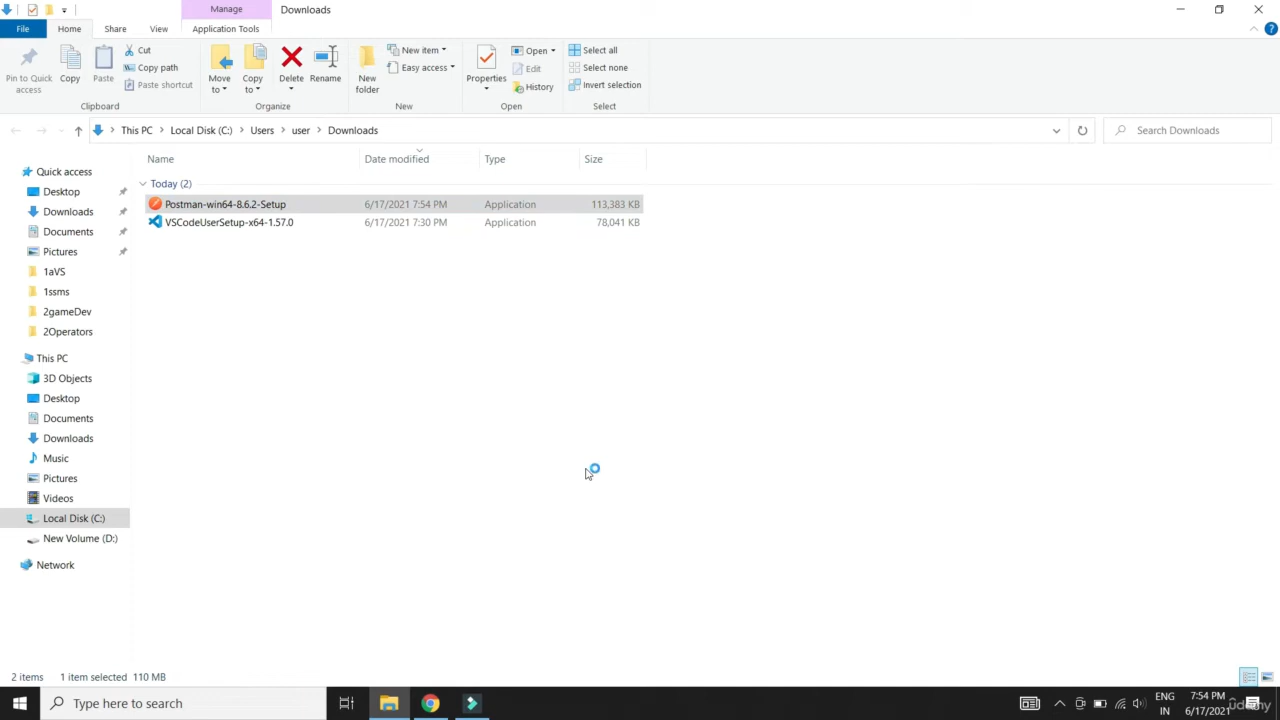 Manage
Downloads
File
Home
Share
View
Application Tools
Pin to Quick access
Copy
Paste
Cut
Copy path
Paste shortcut
Clipboard
Move to
Copy to
Delete
Rename
Organize
New folder
New item
Easy access
New
Properties
Open
Edit
History
Open
Select all
Select none
Invert selection
Select
This PC
Local Disk (C:)
Users
user
Downloads
Search Downloads
Name
Date modified
Type
Size
Today (2)
Postman-win64-8.6.2-Setup 6/17/2021 7:54 PM Application 113,383 KB
VSCodeUserSetup-x64-1.57.0 6/17/2021 7:30 PM Application 78,041 KB
Quick access
Desktop
Downloads
Documents
Pictures
1aVS
1ssms
2gameDev
2Operators
This PC
3D Objects
Desktop
Documents
Downloads
Music
Pictures
Videos
Local Disk (C:)
New Volume (D:)
Network
2 items 1 item selected 110 MB
Type here to search
ENG
IN
7:54 PM
6/17/2021
Udemy